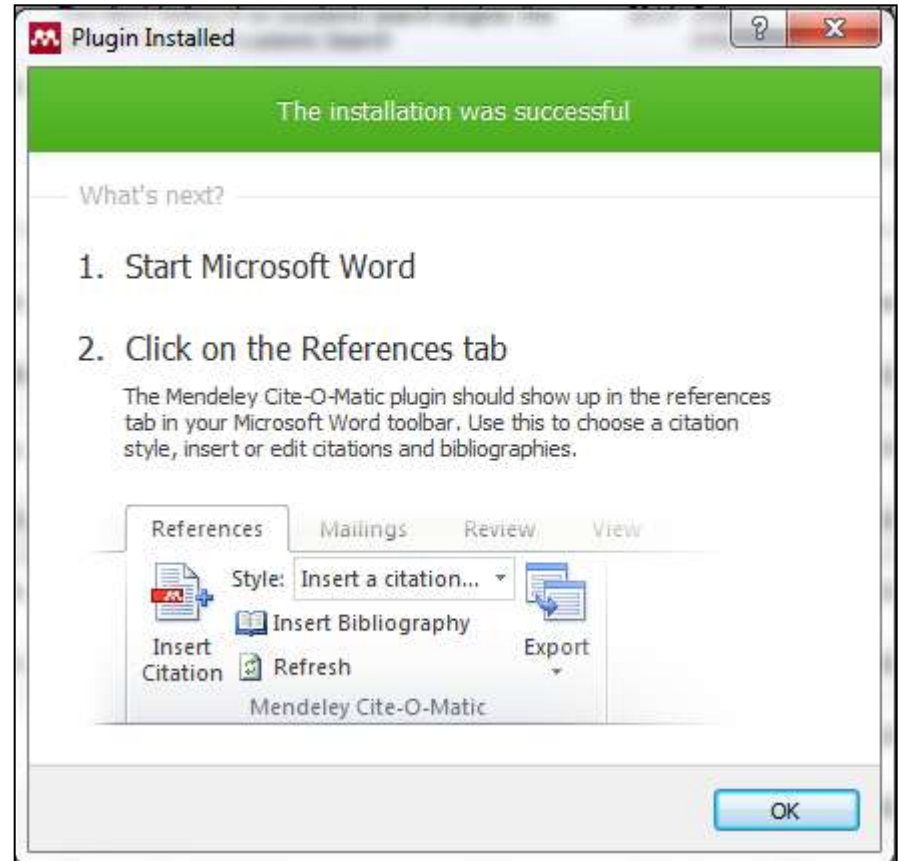 Plugin Installed
The installation was successful
What's next?
1. Start Microsoft Word
2. Click on the References tab
The Mendeley Cite-O-Matic plugin should show up in the references
tab in your Microsoft Word toolbar. Use this to choose a citation
style, insert or edit citations and bibliographies.
References Mailings Review View
Style: Insert a citation...
Insert Bibliography
Insert
Citation
Refresh
Export
Mendeley Cite-O-Matic
OK